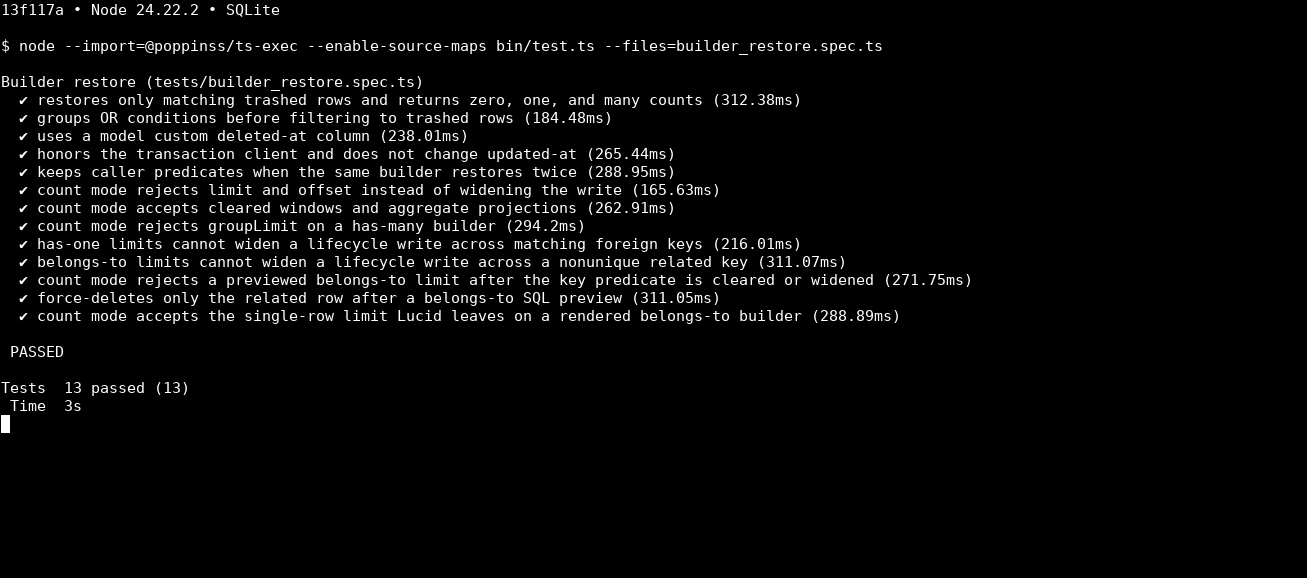 13f117a • Node 24.22.2 • SQLite
$ node --import=@poppinss/ts-exec --enable-source-maps bin/test.ts --files=builder_restore.spec.ts
Builder restore (tests/builder_restore.spec.ts)
✔ restores only matching trashed rows and returns zero, one, and many counts (312.38ms)
✔ groups OR conditions before filtering to trashed rows (184.48ms)
✔ uses a model custom deleted-at column (238.01ms)
✔ honors the transaction client and does not change updated-at (265.44ms)
✔ keeps caller predicates when the same builder restores twice (288.95ms)
✔ count mode rejects limit and offset instead of widening the write (165.63ms)
✔ count mode accepts cleared windows and aggregate projections (262.91ms)
✔ count mode rejects groupLimit on a has-many builder (294.2ms)
✔ has-one limits cannot widen a lifecycle write across matching foreign keys (216.01ms)
✔ belongs-to limits cannot widen a lifecycle write across a nonunique related key (311.07ms)
✔ count mode rejects a previewed belongs-to limit after the key predicate is cleared or widened (271.75ms)
✔ force-deletes only the related row after a belongs-to SQL preview (311.05ms)
✔ count mode accepts the single-row limit Lucid leaves on a rendered belongs-to builder (288.89ms)
PASSED
Tests  13 passed (13)
Time  3s